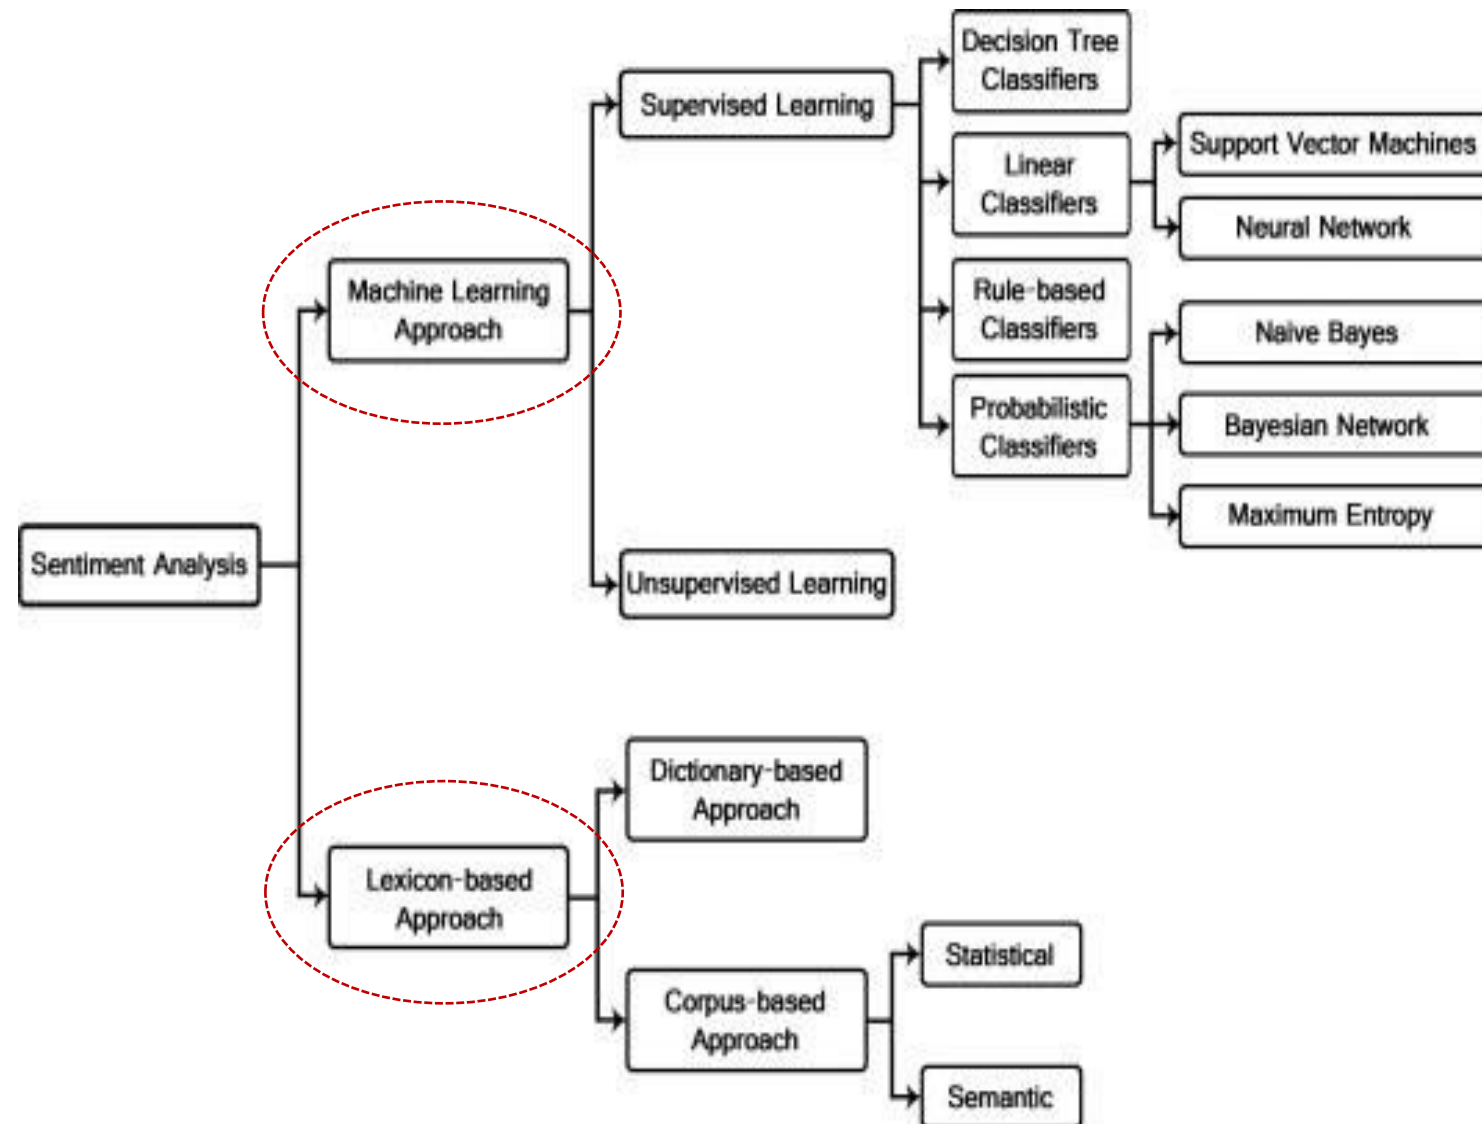 Decision Tree
Classifiers
Supervised Learning
Support Vector Machines
Linear
Classifiers
Neural Network
Machine Learning
Approach
Rule-based
Classifiers
Naive Bayes
Probabilistic
Classifiers
Bayesian Network
Maximum Entropy
Sentiment Analysis
Unsupervised Learning
Dictionary-based
Approach
Lexicon-based
Approach
Statistical
Corpus-based
Approach
Semantic